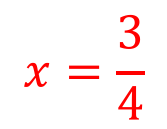 x = 3/4